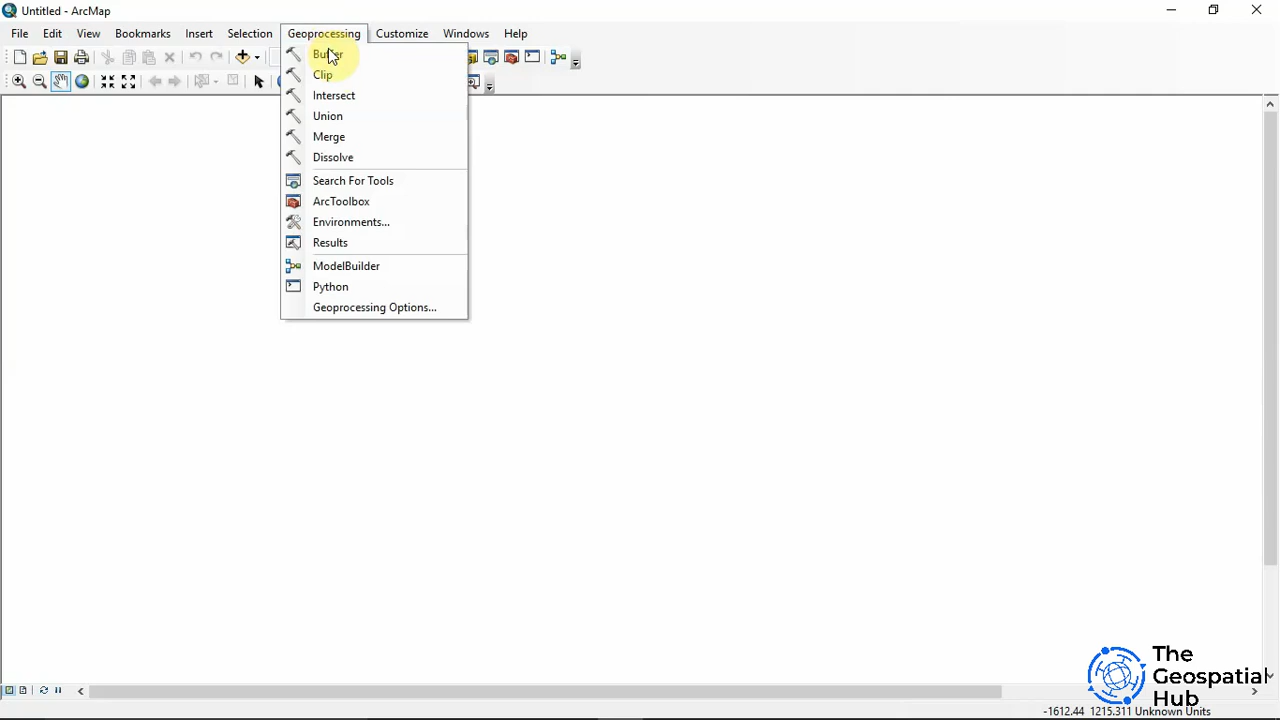 Untitled - ArcMap
File Edit View Bookmarks Insert Selection Geoprocessing Customize Windows Help
Buffer
Clip
Intersect
Union
Merge
Dissolve
Search For Tools
ArcToolbox
Environments...
Results
ModelBuilder
Python
Geoprocessing Options...
The
Geospatial
Hub
-1612.44 1215.311 Unknown Units